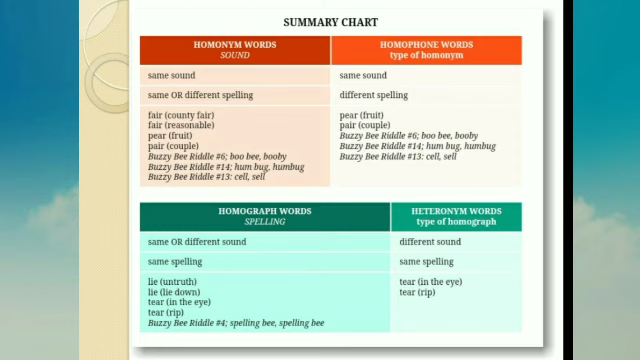 SUMMARY CHART
HOMONYM WORDS
SOUND
HOMOPHONE WORDS
type of homonym
same sound
same sound
same OR different spelling
different spelling
fair (county fair)
fair (reasonable)
pear (fruit)
pair (couple)
Buzzy Bee Riddle #6; boo bee, booby
Buzzy Bee Riddle #14; hum bug, humbug
Buzzy Bee Riddle #13: cell, sell
pear (fruit)
pair (couple)
Buzzy Bee Riddle #6; boo bee, booby
Buzzy Bee Riddle #14; hum bug, humbug
Buzzy Bee Riddle #13: cell, sell
HOMOGRAPH WORDS
SPELLING
HETERONYM WORDS
type of homograph
same OR different sound
different sound
same spelling
same spelling
lie (untruth)
lie (lie down)
tear (in the eye)
tear (rip)
Buzzy Bee Riddle #4; spelling bee, spelling bee
tear (in the eye)
tear (rip)